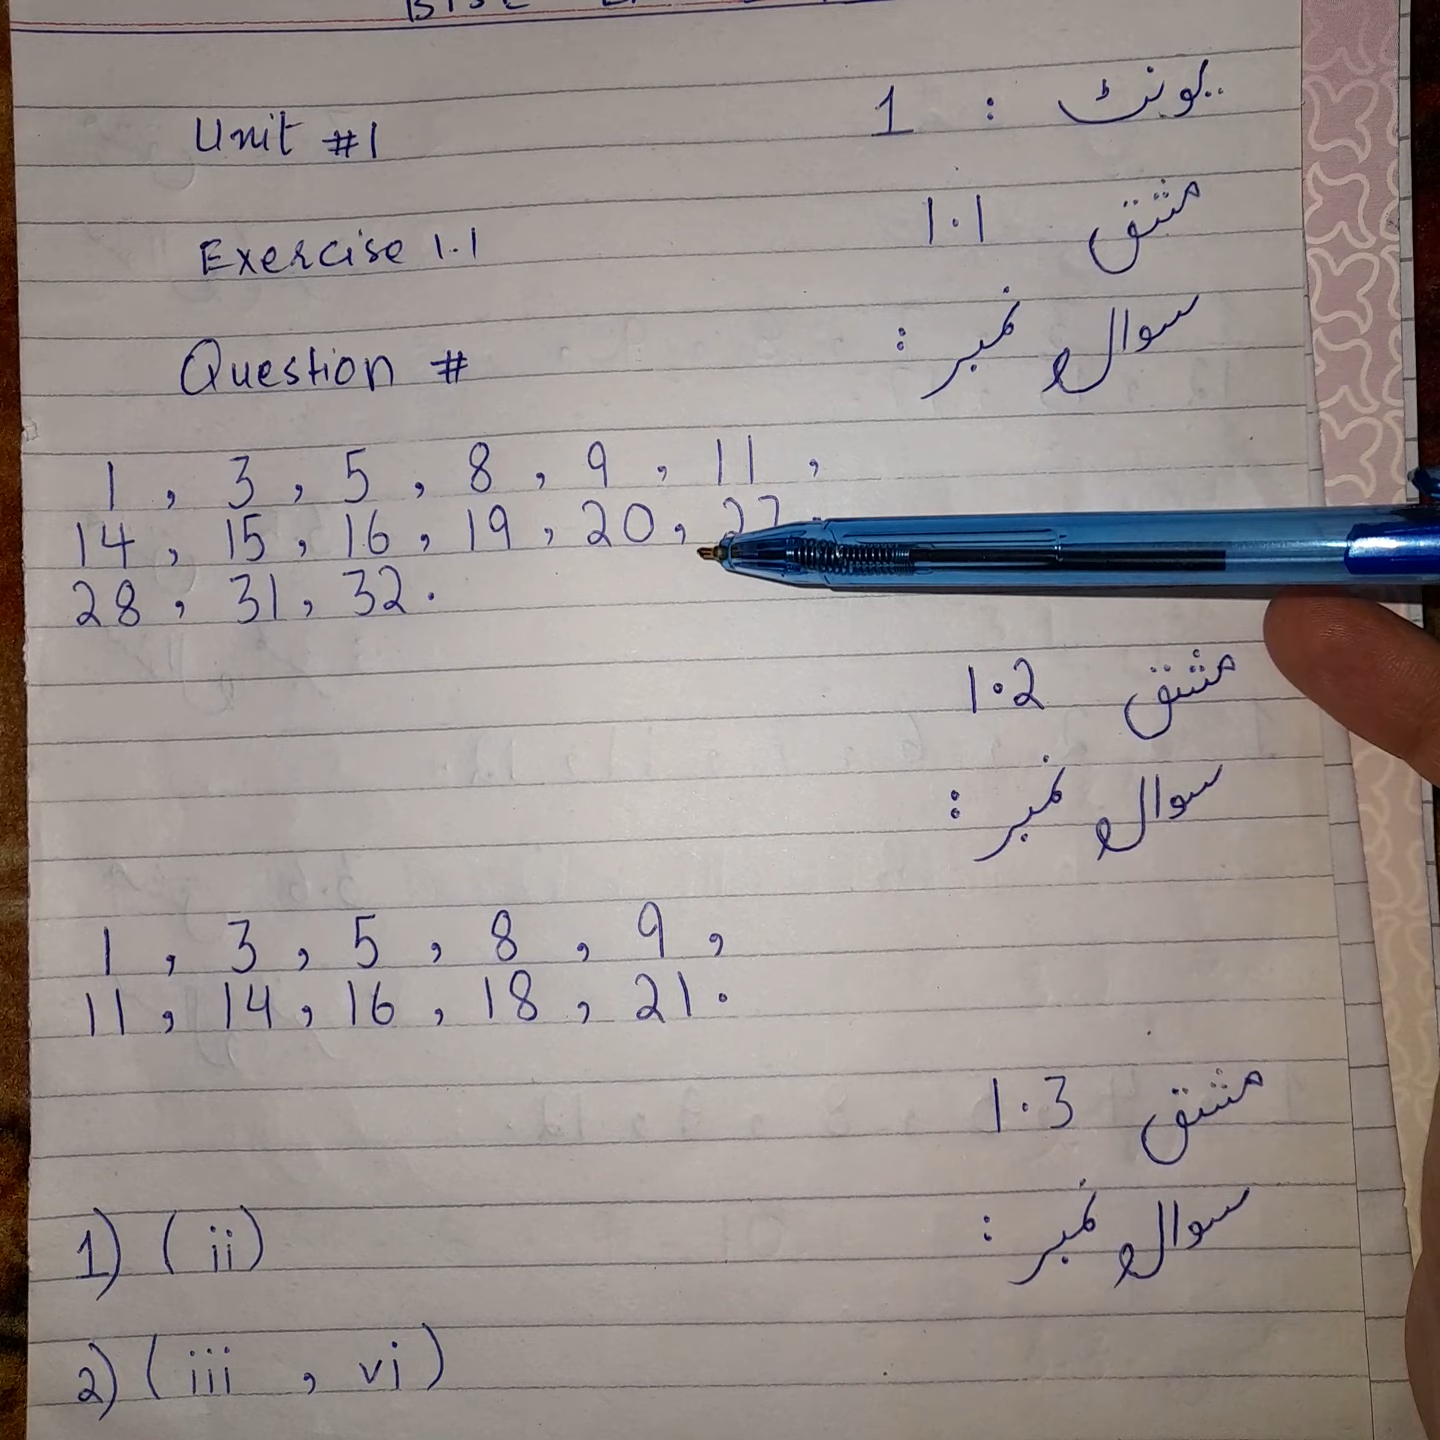 Unit #1 یونٹ : 1
Exercise 1.1 مشق 1.1
Question # سوال نمبر :
1 , 3 , 5 , 8 , 9 , 11 ,
14 , 15 , 16 , 19 , 20 ,
28 , 31 , 32 .
مشق 1.2
سوال نمبر :
1 , 3 , 5 , 8 , 9 ,
11 , 14 , 16 , 18 , 21 .
مشق 1.3
سوال نمبر :
1) ( ii )
2) ( iii , vi )